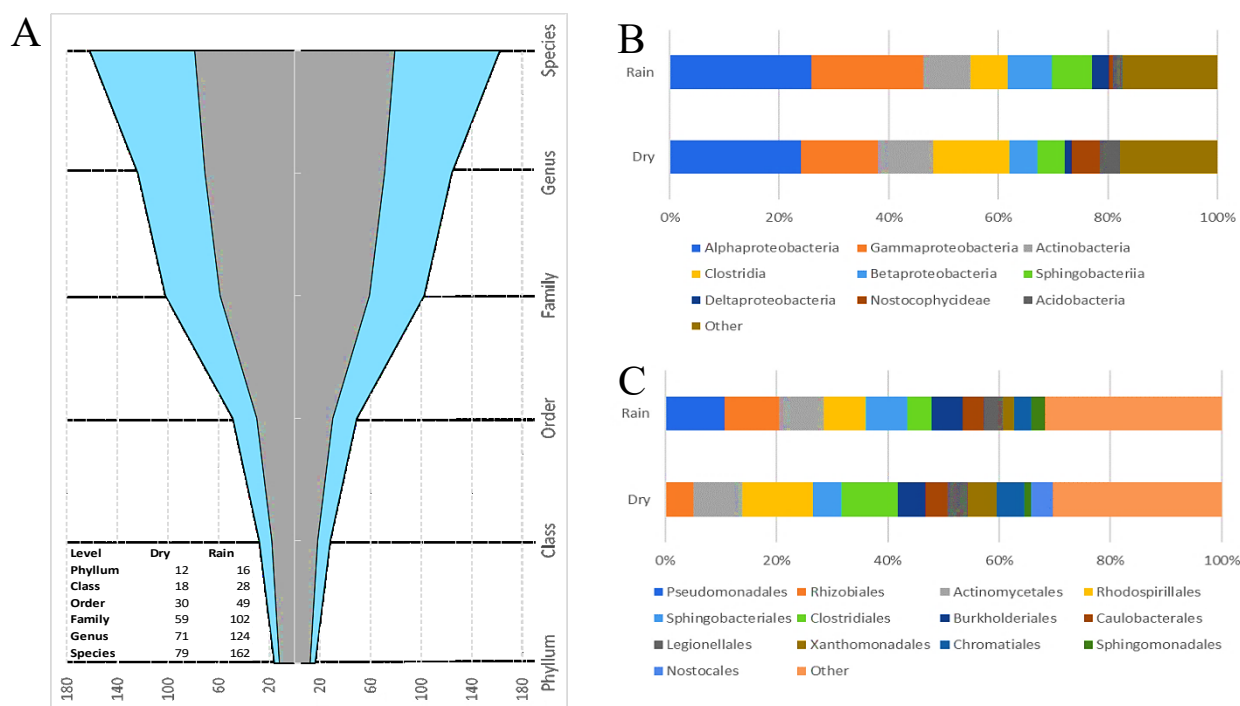 A
Species
Genus
Family
Order
Class
Phyllum
Level Dry Rain
Phyllum 12 16
Class 18 28
Order 30 49
Family 59 102
Genus 71 124
Species 79 162
180 140 100 60 20 20 60 100 140 180
B
Rain
Dry
0% 20% 40% 60% 80% 100%
Alphaproteobacteria Gammaproteobacteria Actinobacteria
Clostridia Betaproteobacteria Sphingobacteriia
Deltaproteobacteria Nostocophycideae Acidobacteria
Other
C
Rain
Dry
0% 20% 40% 60% 80% 100%
Pseudomonadales Rhizobiales Actinomycetales Rhodospirillales
Sphingobacteriales Clostridiales Burkholderiales Caulobacterales
Legionellales Xanthomonadales Chromatiales Sphingomonadales
Nostocales Other